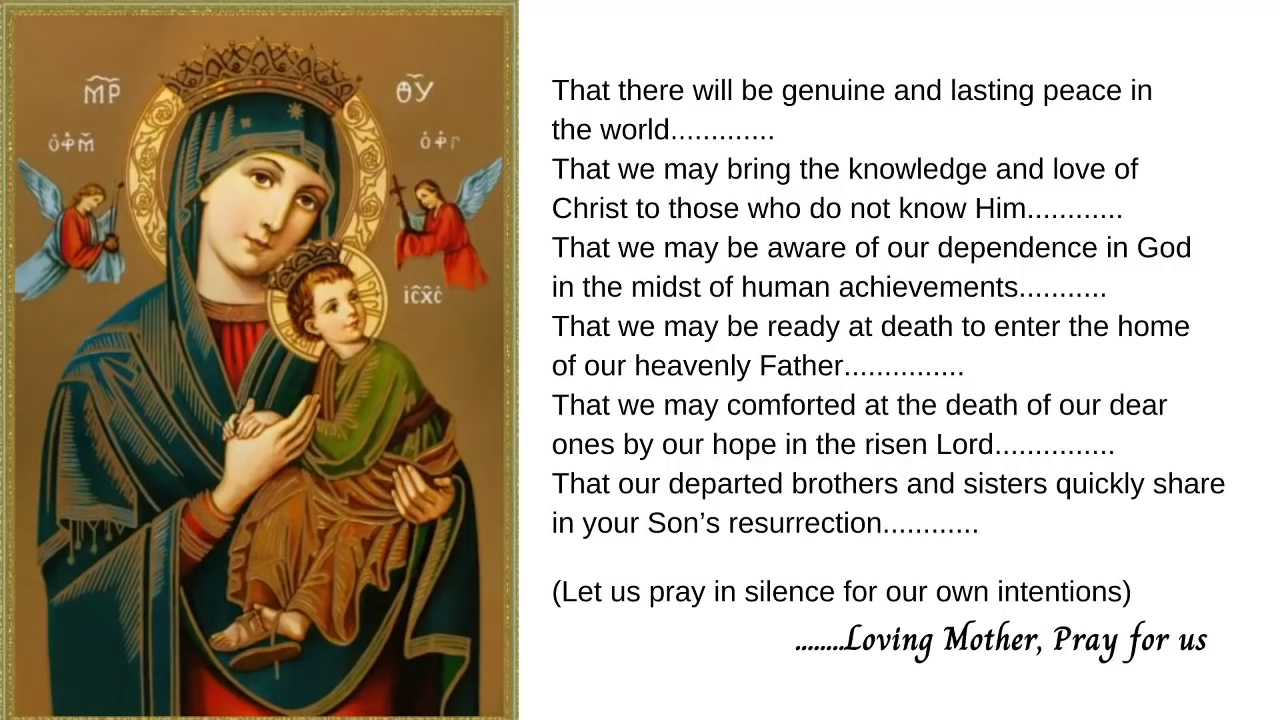 M͡Ρ Θ͠Υ
ὁ φ̇ М̆ ὁ φ̇ г
ic̑x̑ċ
That there will be genuine and lasting peace in
the world.............
That we may bring the knowledge and love of
Christ to those who do not know Him............
That we may be aware of our dependence in God
in the midst of human achievements...........
That we may be ready at death to enter the home
of our heavenly Father...............
That we may comforted at the death of our dear
ones by our hope in the risen Lord...............
That our departed brothers and sisters quickly share
in your Son’s resurrection............
(Let us pray in silence for our own intentions)
........Loving Mother, Pray for us